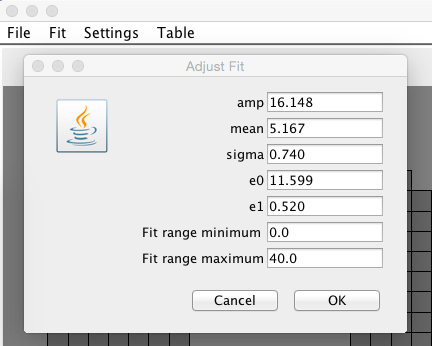 File Fit Settings Table
Adjust Fit
amp 16.148
mean 5.167
sigma 0.740
e0 11.599
e1 0.520
Fit range minimum 0.0
Fit range maximum 40.0
Cancel OK